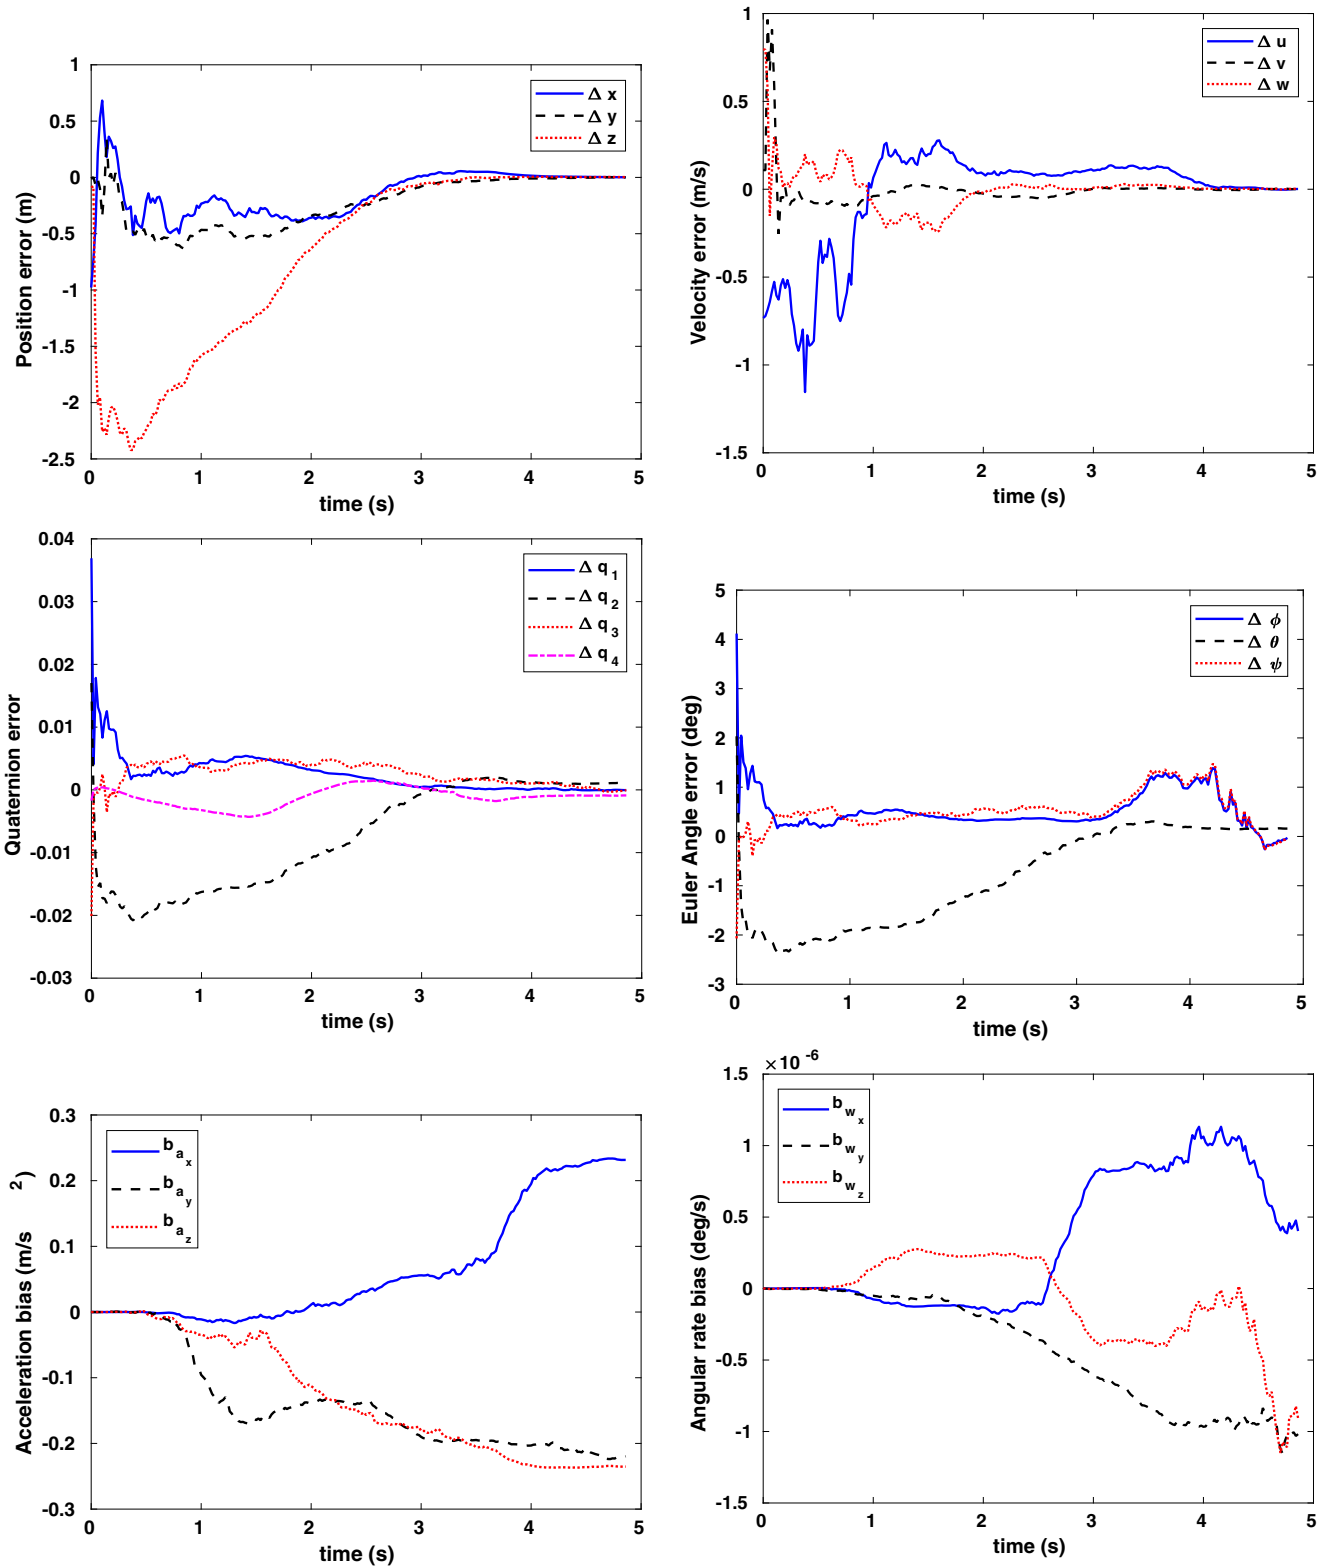 1
0.5
0
-0.5
-1
-1.5
-2
-2.5
0 1 2 3 4 5
Position error (m)
time (s)
Δ x
Δ y
Δ z
1
0.5
0
-0.5
-1
-1.5
0 1 2 3 4 5
Velocity error (m/s)
time (s)
Δ u
Δ v
Δ w
0.04
0.03
0.02
0.01
0
-0.01
-0.02
-0.03
0 1 2 3 4 5
Quaternion error
time (s)
Δ q1
Δ q2
Δ q3
Δ q4
5
4
3
2
1
0
-1
-2
-3
0 1 2 3 4 5
Euler Angle error (deg)
time (s)
Δ ϕ
Δ θ
Δ ψ
0.3
0.2
0.1
0
-0.1
-0.2
-0.3
0 1 2 3 4 5
Acceleration bias (m/s 2)
time (s)
b a x
b a y
b a z
×10 -6
1.5
1
0.5
0
-0.5
-1
-1.5
0 1 2 3 4 5
Angular rate bias (deg/s)
time (s)
b w x
b w y
b w z